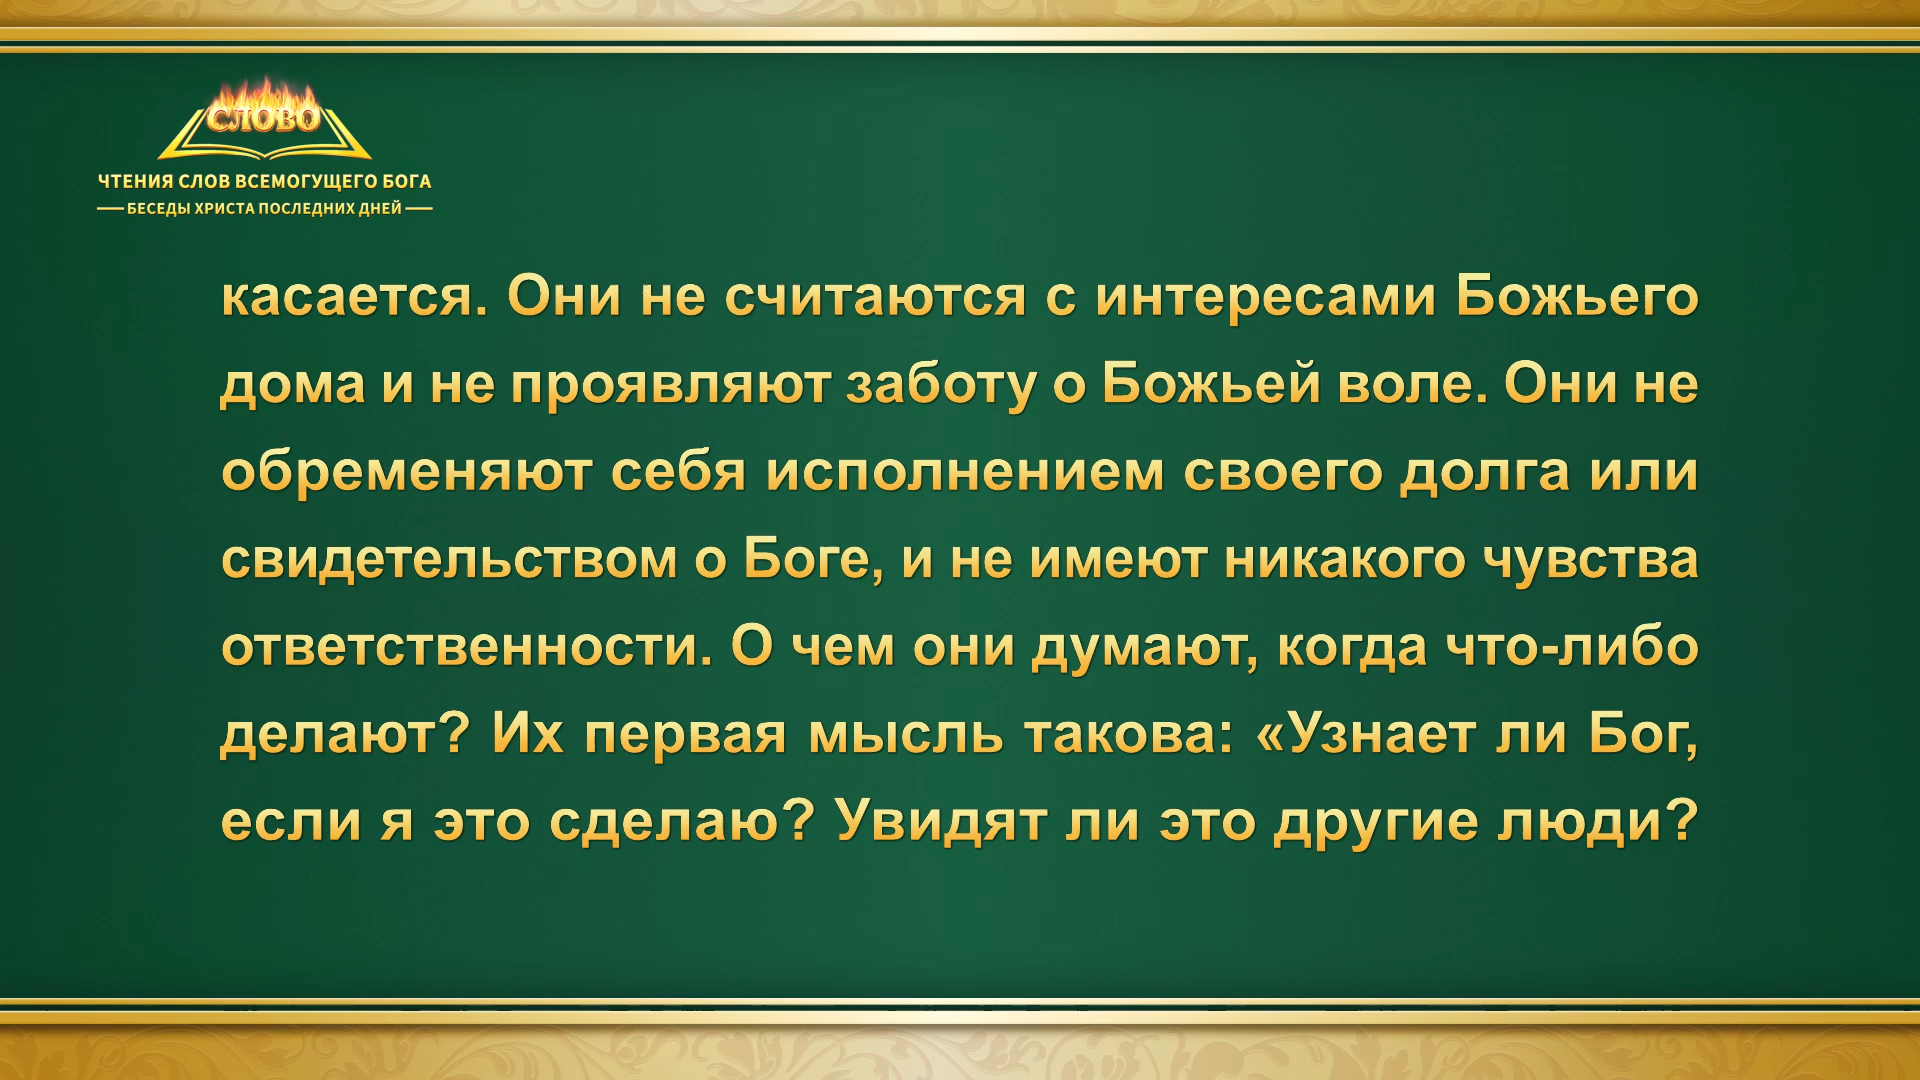 СЛОВО
ЧТЕНИЯ СЛОВ ВСЕМОГУЩЕГО БОГА
БЕСЕДЫ ХРИСТА ПОСЛЕДНИХ ДНЕЙ
касается. Они не считаются с интересами Божьего
дома и не проявляют заботу о Божьей воле. Они не
обременяют себя исполнением своего долга или
свидетельством о Боге, и не имеют никакого чувства
ответственности. О чем они думают, когда что-либо
делают? Их первая мысль такова: «Узнает ли Бог,
если я это сделаю? Увидят ли это другие люди?